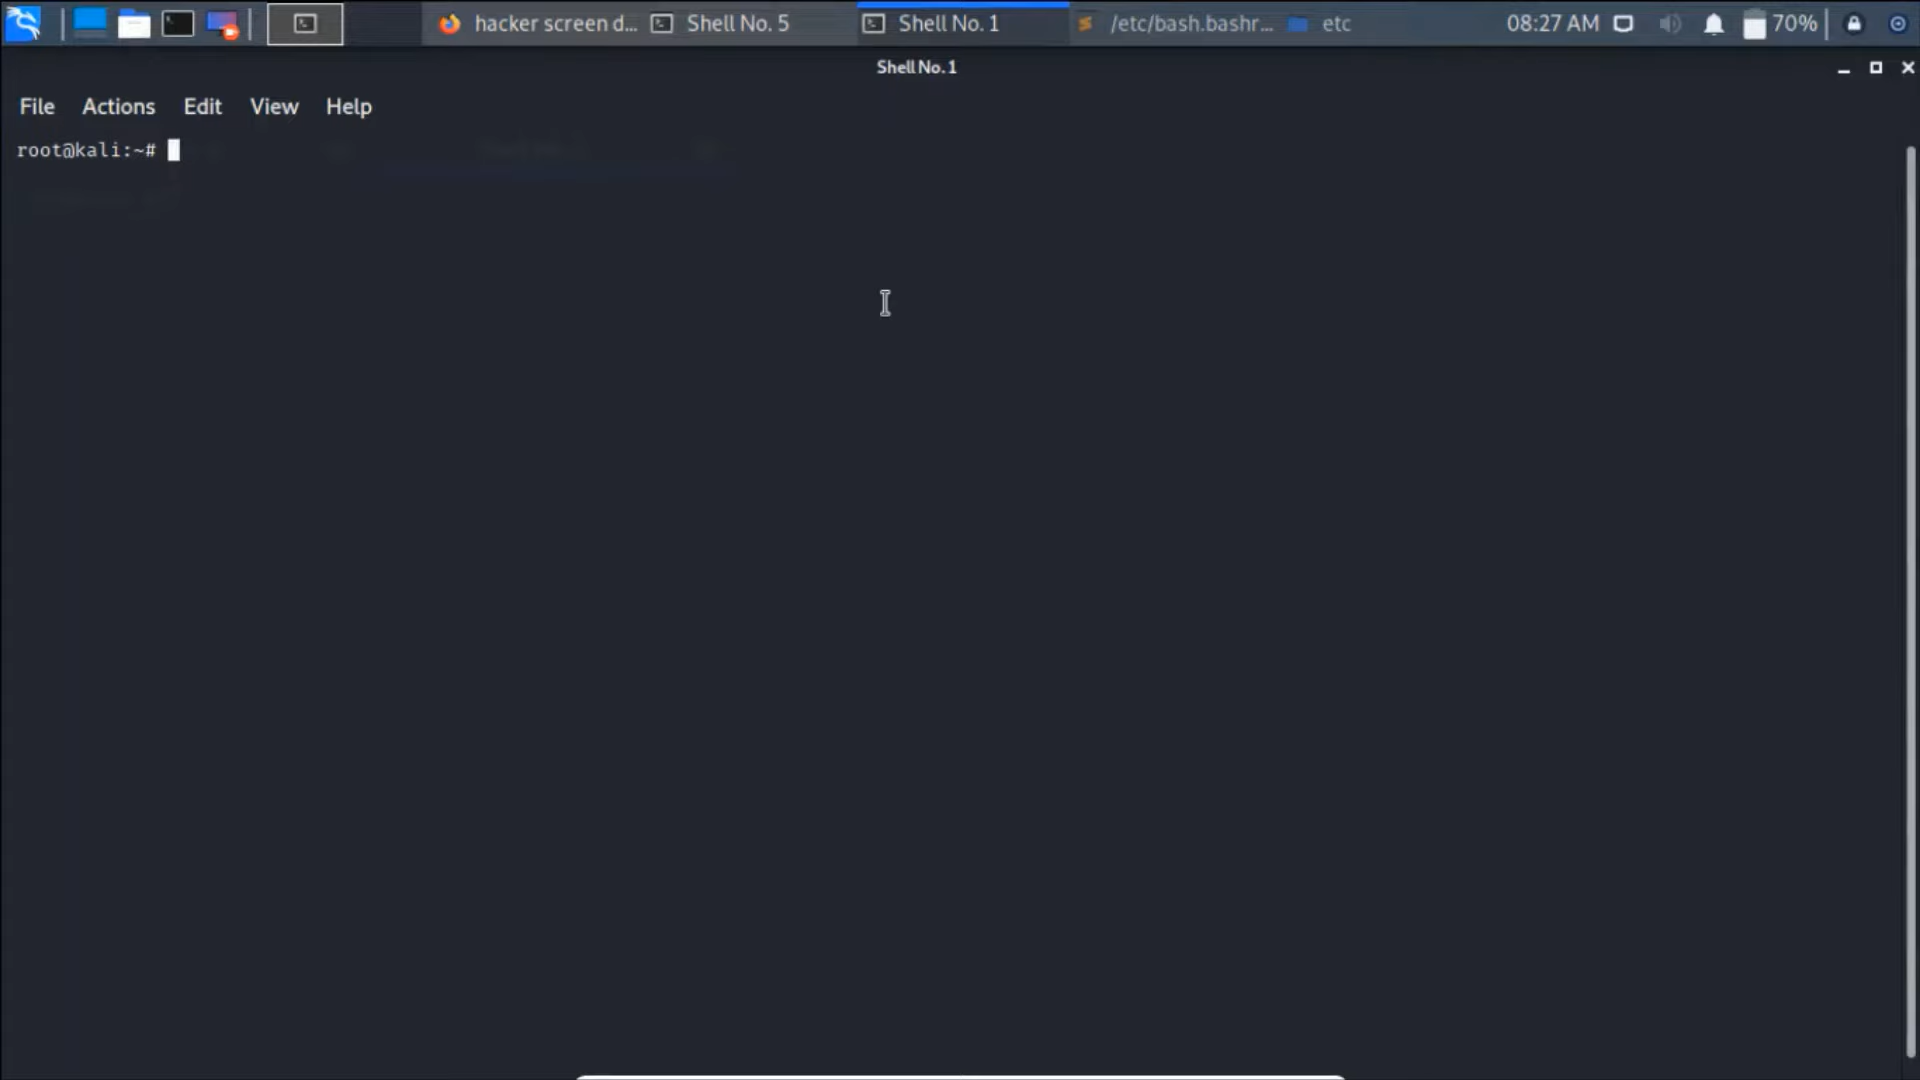 hacker screen d...
Shell No. 5
Shell No. 1
/etc/bash.bashr...
etc
08:27 AM
70%
Shell No. 1
File Actions Edit View Help
root@kali:~#